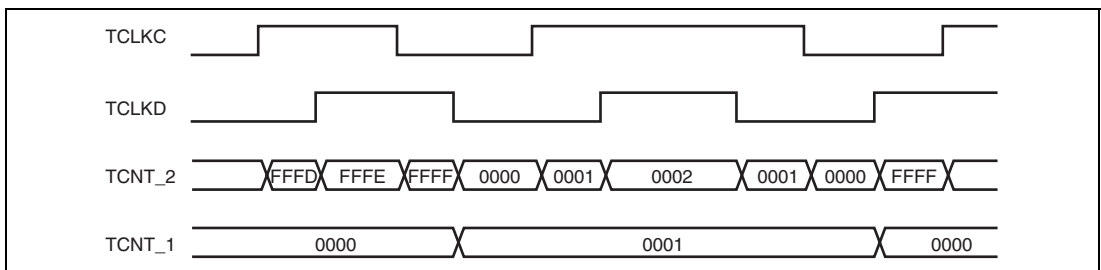 TCLKC
TCLKD
TCNT_2 FFFD FFFE FFFF 0000 0001 0002 0001 0000 FFFF
TCNT_1 0000 0001 0000